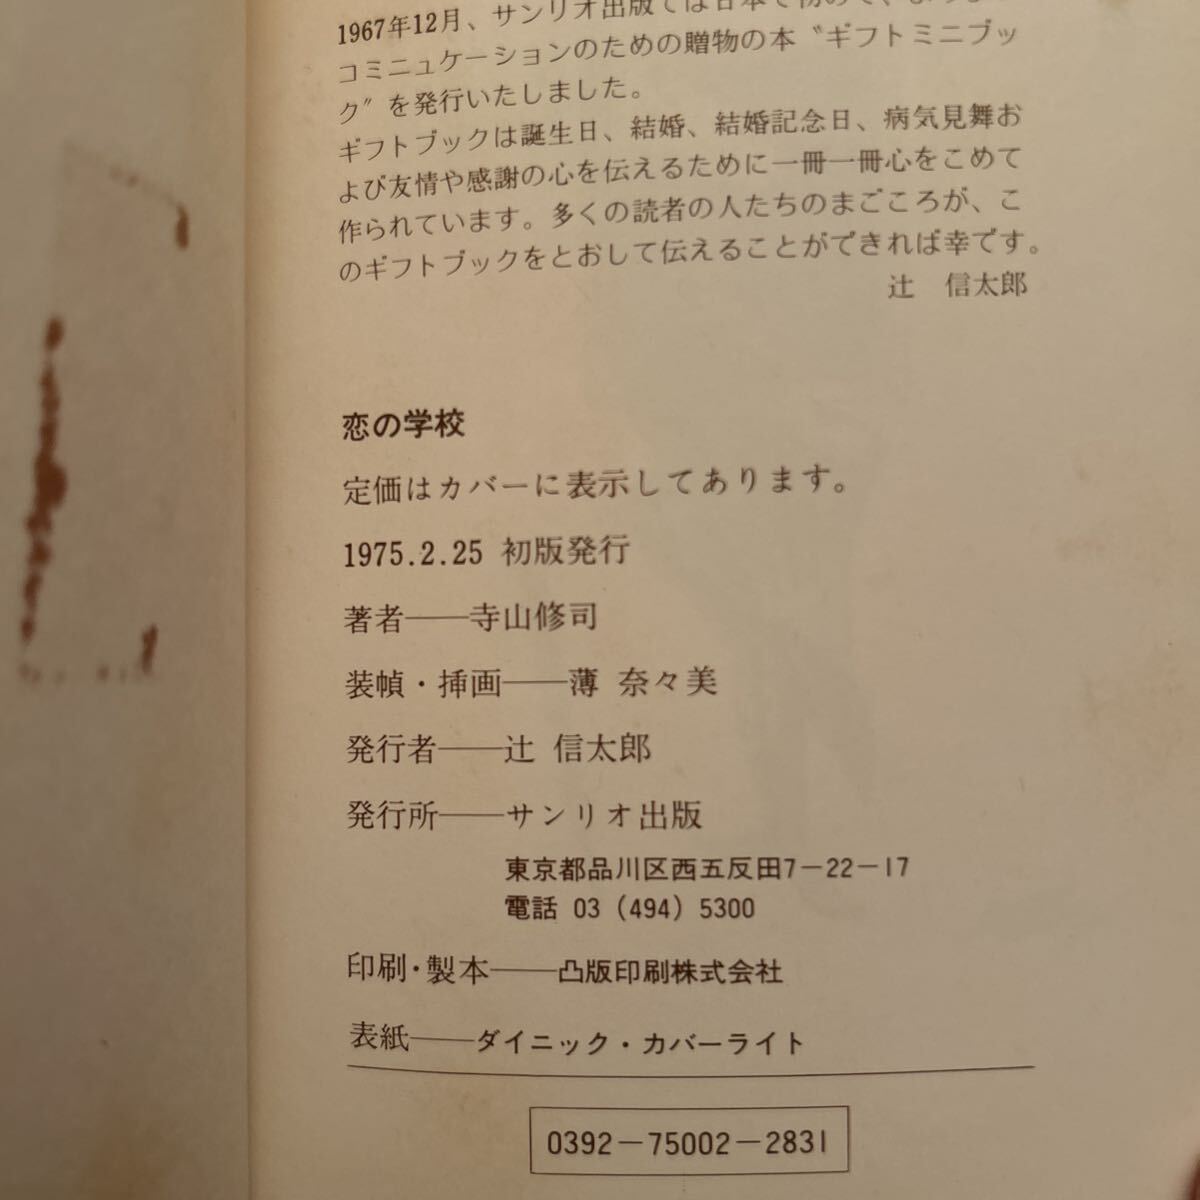 1967年12月、サンリオ出版では日本で初めて、
コミニュケーションのための贈物の本〝ギフトミニブッ
ク〟を発行いたしました。
ギフトブックは誕生日、結婚、結婚記念日、病気見舞お
よび友情や感謝の心を伝えるために一冊一冊心をこめて
作られています。多くの読者の人たちのまごころが、こ
のギフトブックをとおして伝えることができれば幸です。
辻 信太郎
恋の学校
定価はカバーに表示してあります。
1975.2.25 初版発行
著者——寺山修司
装幀・挿画——薄 奈々美
発行者——辻 信太郎
発行所——サンリオ出版
東京都品川区西五反田7-22-17
電話 03 (494) 5300
印刷・製本——凸版印刷株式会社
表紙——ダイニック・カバーライト
0392-75002-2831